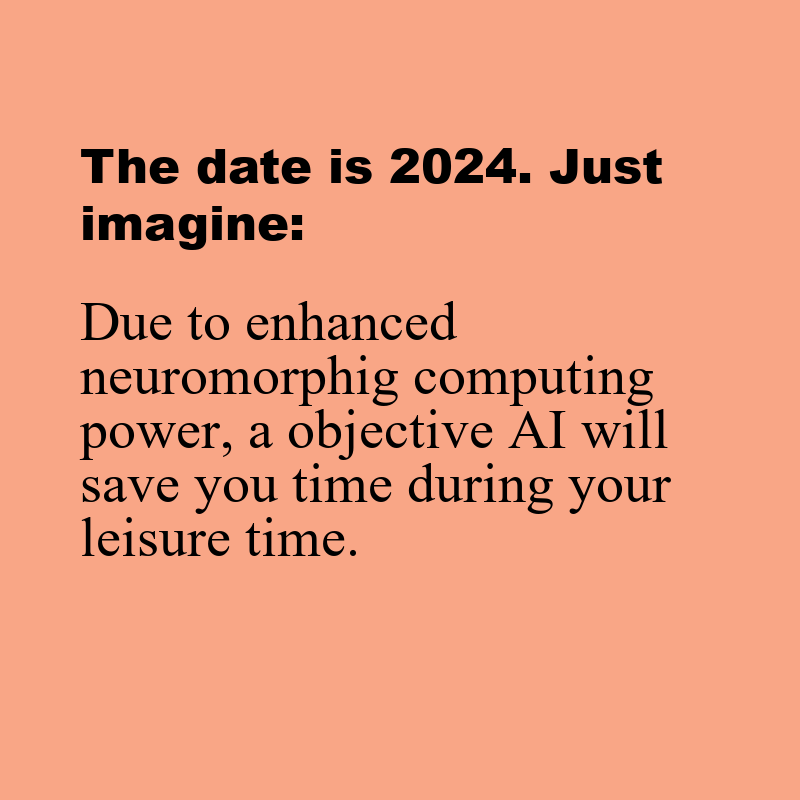 The date is 2024. Just
imagine:
Due to enhanced
neuromorphig computing
power, a objective AI will
save you time during your
leisure time.